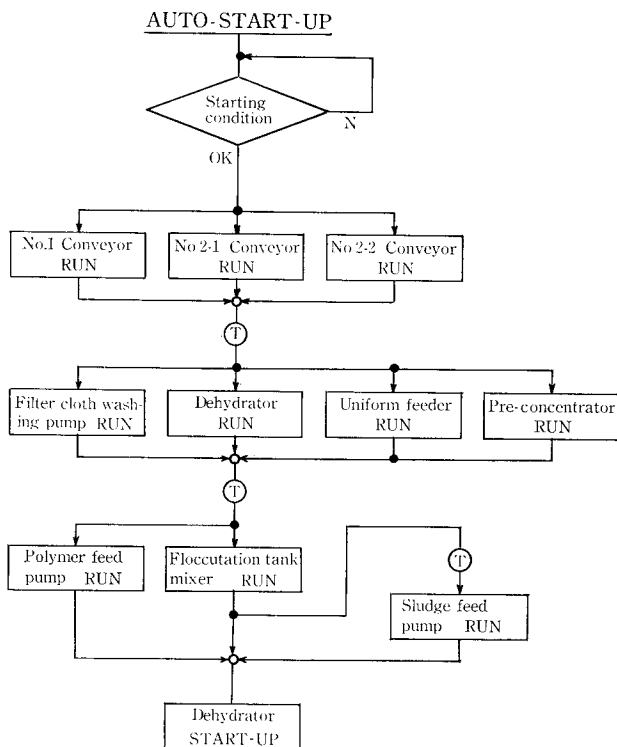 AUTO-START-UP
Starting
condition
N
OK
No.1 Conveyor
RUN
No 2-1 Conveyor
RUN
No 2-2 Conveyor
RUN
T
Filter cloth wash-
ing pump RUN
Dehydrator
RUN
Uniform feeder
RUN
Pre-concentrator
RUN
T
Polymer feed
pump RUN
Floccutation tank
mixer RUN
T
Sludge feed
pump RUN
Dehydrator
START-UP